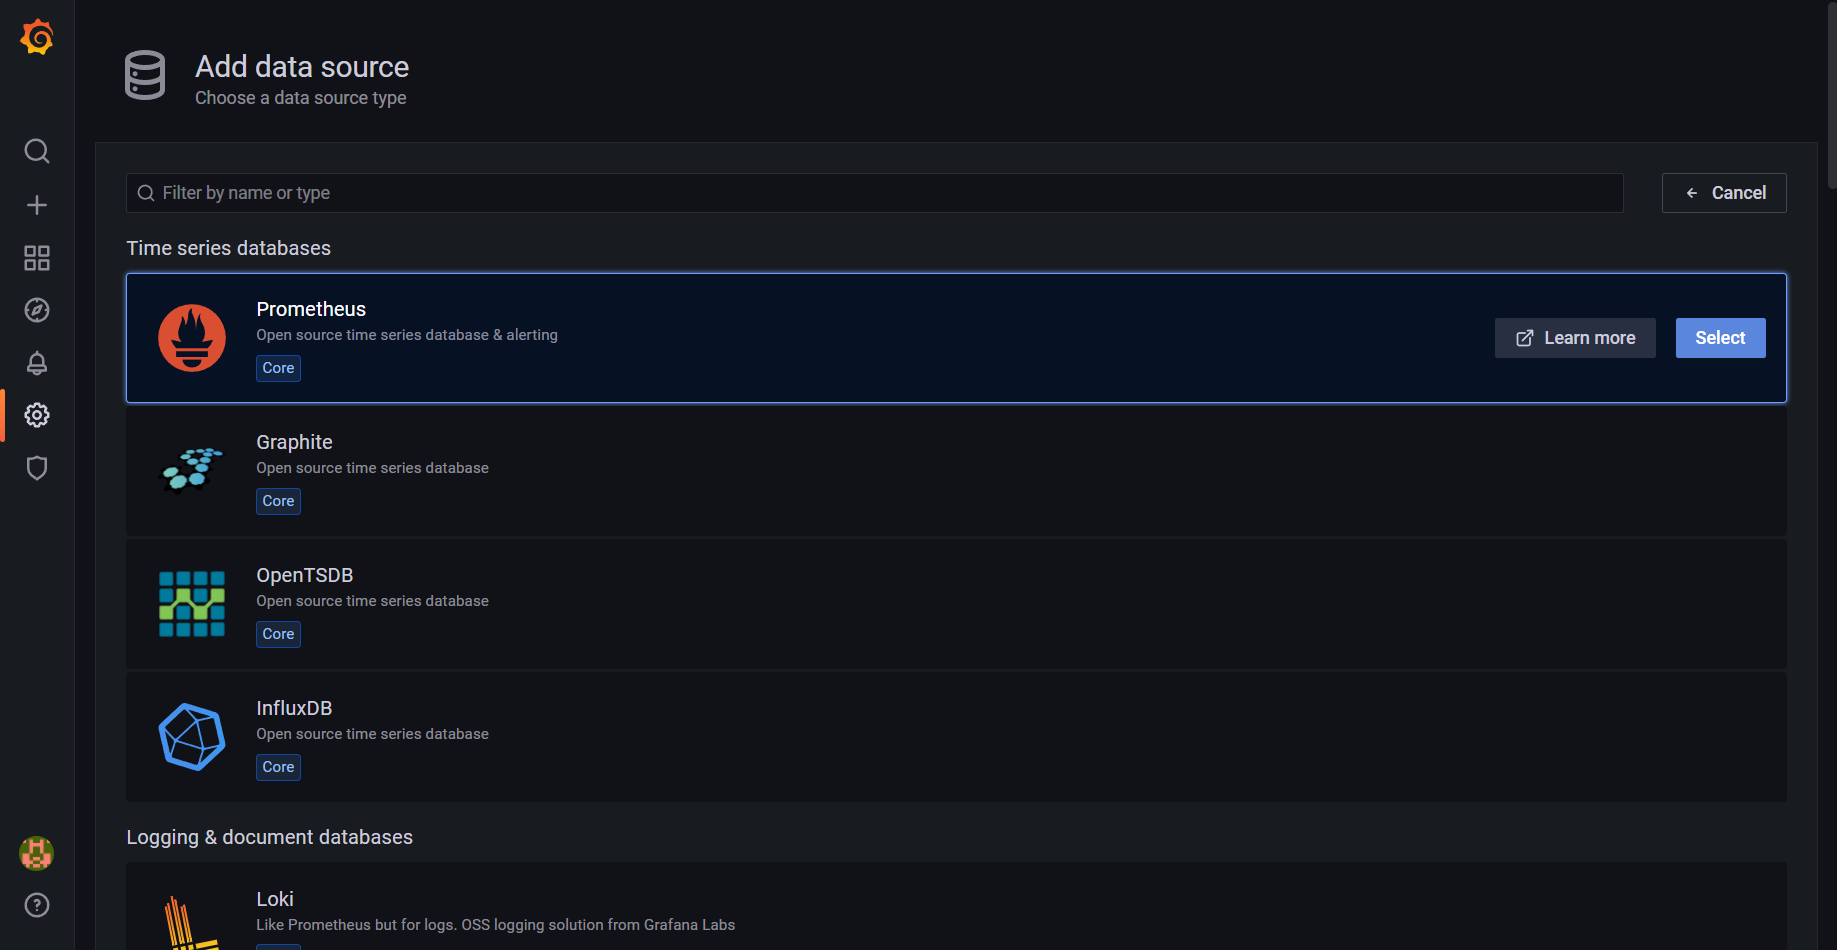 Add data source
Choose a data source type
Filter by name or type
Cancel
Time series databases
Prometheus
Open source time series database & alerting
Core
Learn more
Select
Graphite
Open source time series database
Core
OpenTSDB
Open source time series database
Core
InfluxDB
Open source time series database
Core
Logging & document databases
Loki
Like Prometheus but for logs. OSS logging solution from Grafana Labs